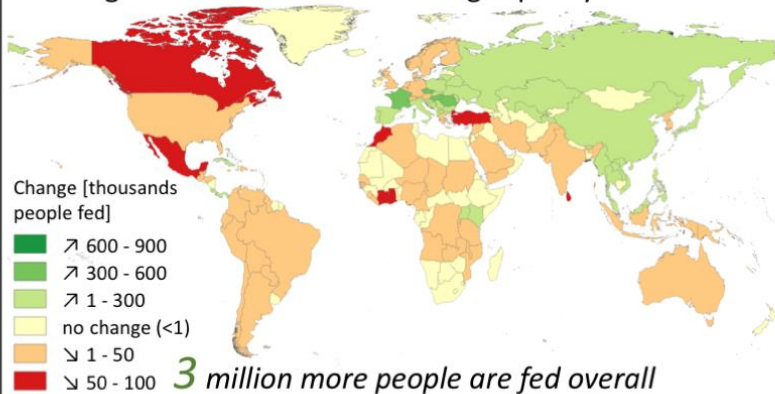 Change [thousands
people fed]
↗ 600 - 900
↗ 300 - 600
↗ 1 - 300
no change (<1)
↘ 1 - 50
↘ 50 - 100
3 million more people are fed overall